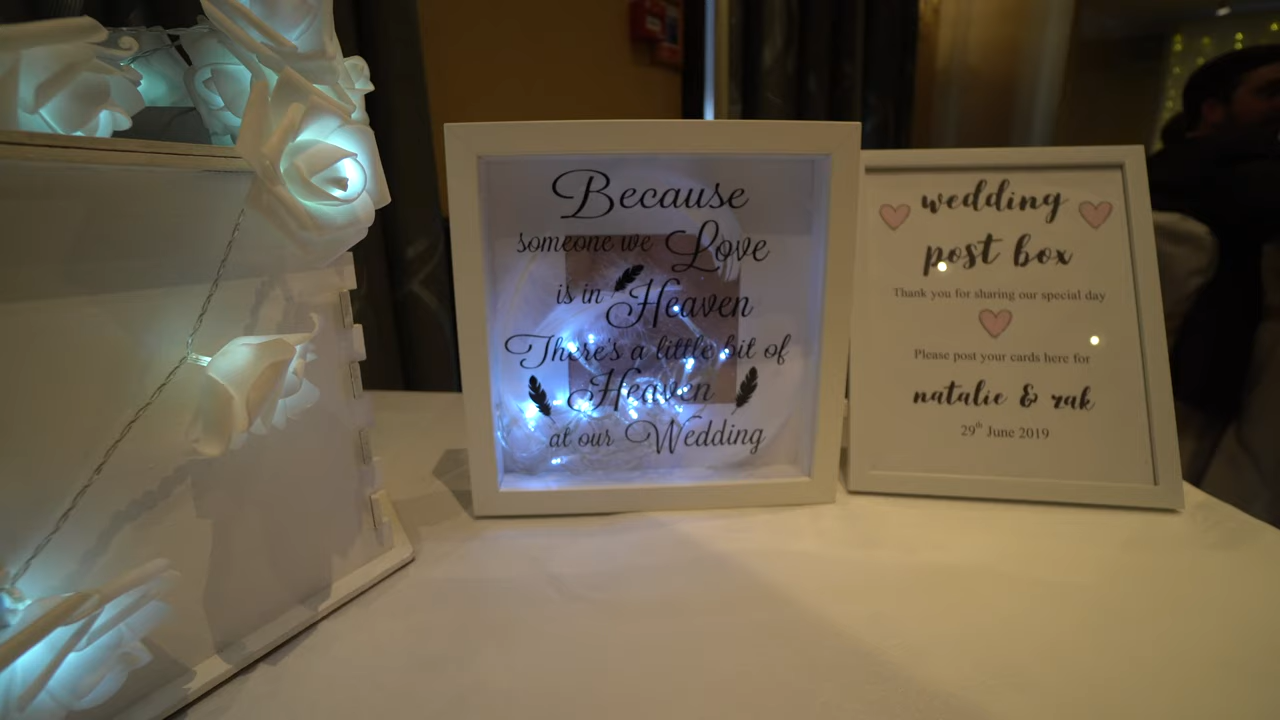 Because
someone we Love
is in Heaven
There's a little bit of
Heaven
at our Wedding
wedding
post box
Thank you for sharing our special day
Please post your cards here for
natalie & zak
29th June 2019